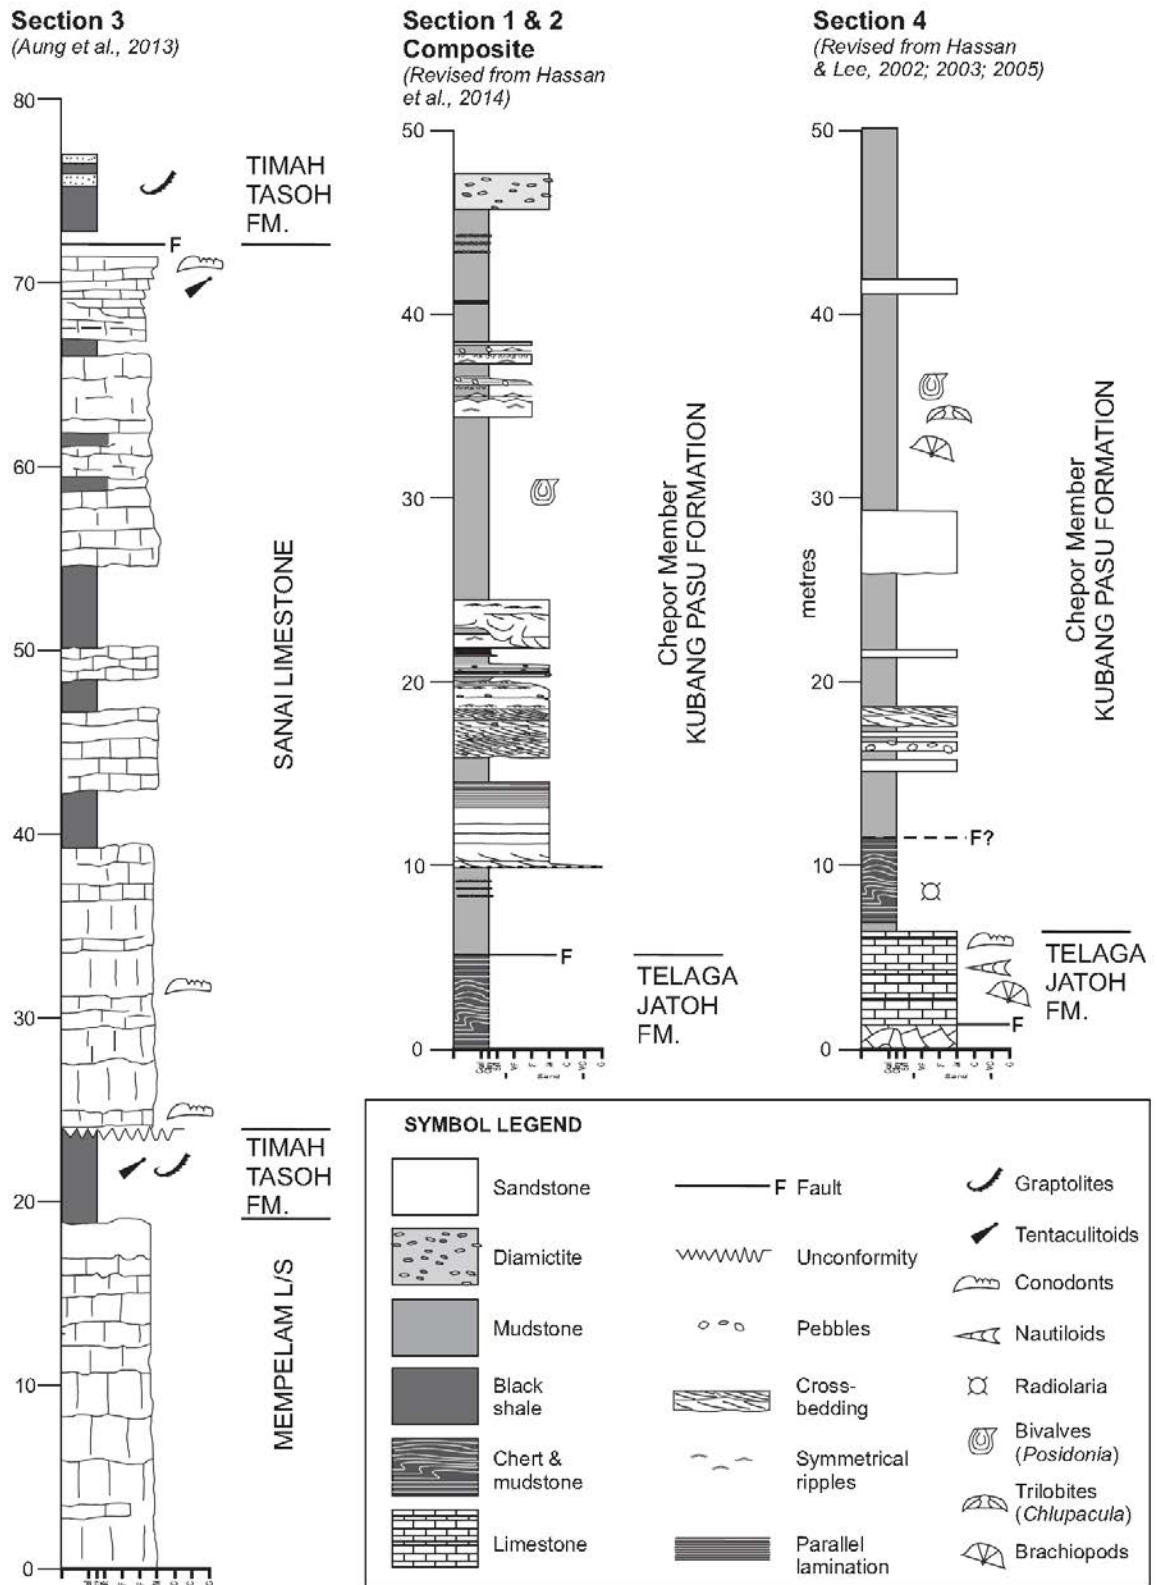 Section 3
(Aung et al., 2013)
80
70
60
50
40
30
20
10
0
F
TIMAH
TASOH
FM.
SANAI LIMESTONE
TIMAH
TASOH
FM.
MEMPELAM L/S
Section 1 & 2
Composite
(Revised from Hassan
et al., 2014)
50
40
30
20
10
0
F
Chepor Member
KUBANG PASU FORMATION
TELAGA
JATOH
FM.
Section 4
(Revised from Hassan
& Lee, 2002; 2003; 2005)
50
40
30
metres
20
10
0
F?
F
Chepor Member
KUBANG PASU FORMATION
TELAGA
JATOH
FM.
SYMBOL LEGEND
Sandstone
Diamictite
Mudstone
Black
shale
Chert &
mudstone
Limestone
F Fault
Unconformity
Pebbles
Cross-
bedding
Symmetrical
ripples
Parallel
lamination
Graptolites
Tentaculitoids
Conodonts
Nautiloids
Radiolaria
Bivalves
(Posidonia)
Trilobites
(Chlupacula)
Brachiopods